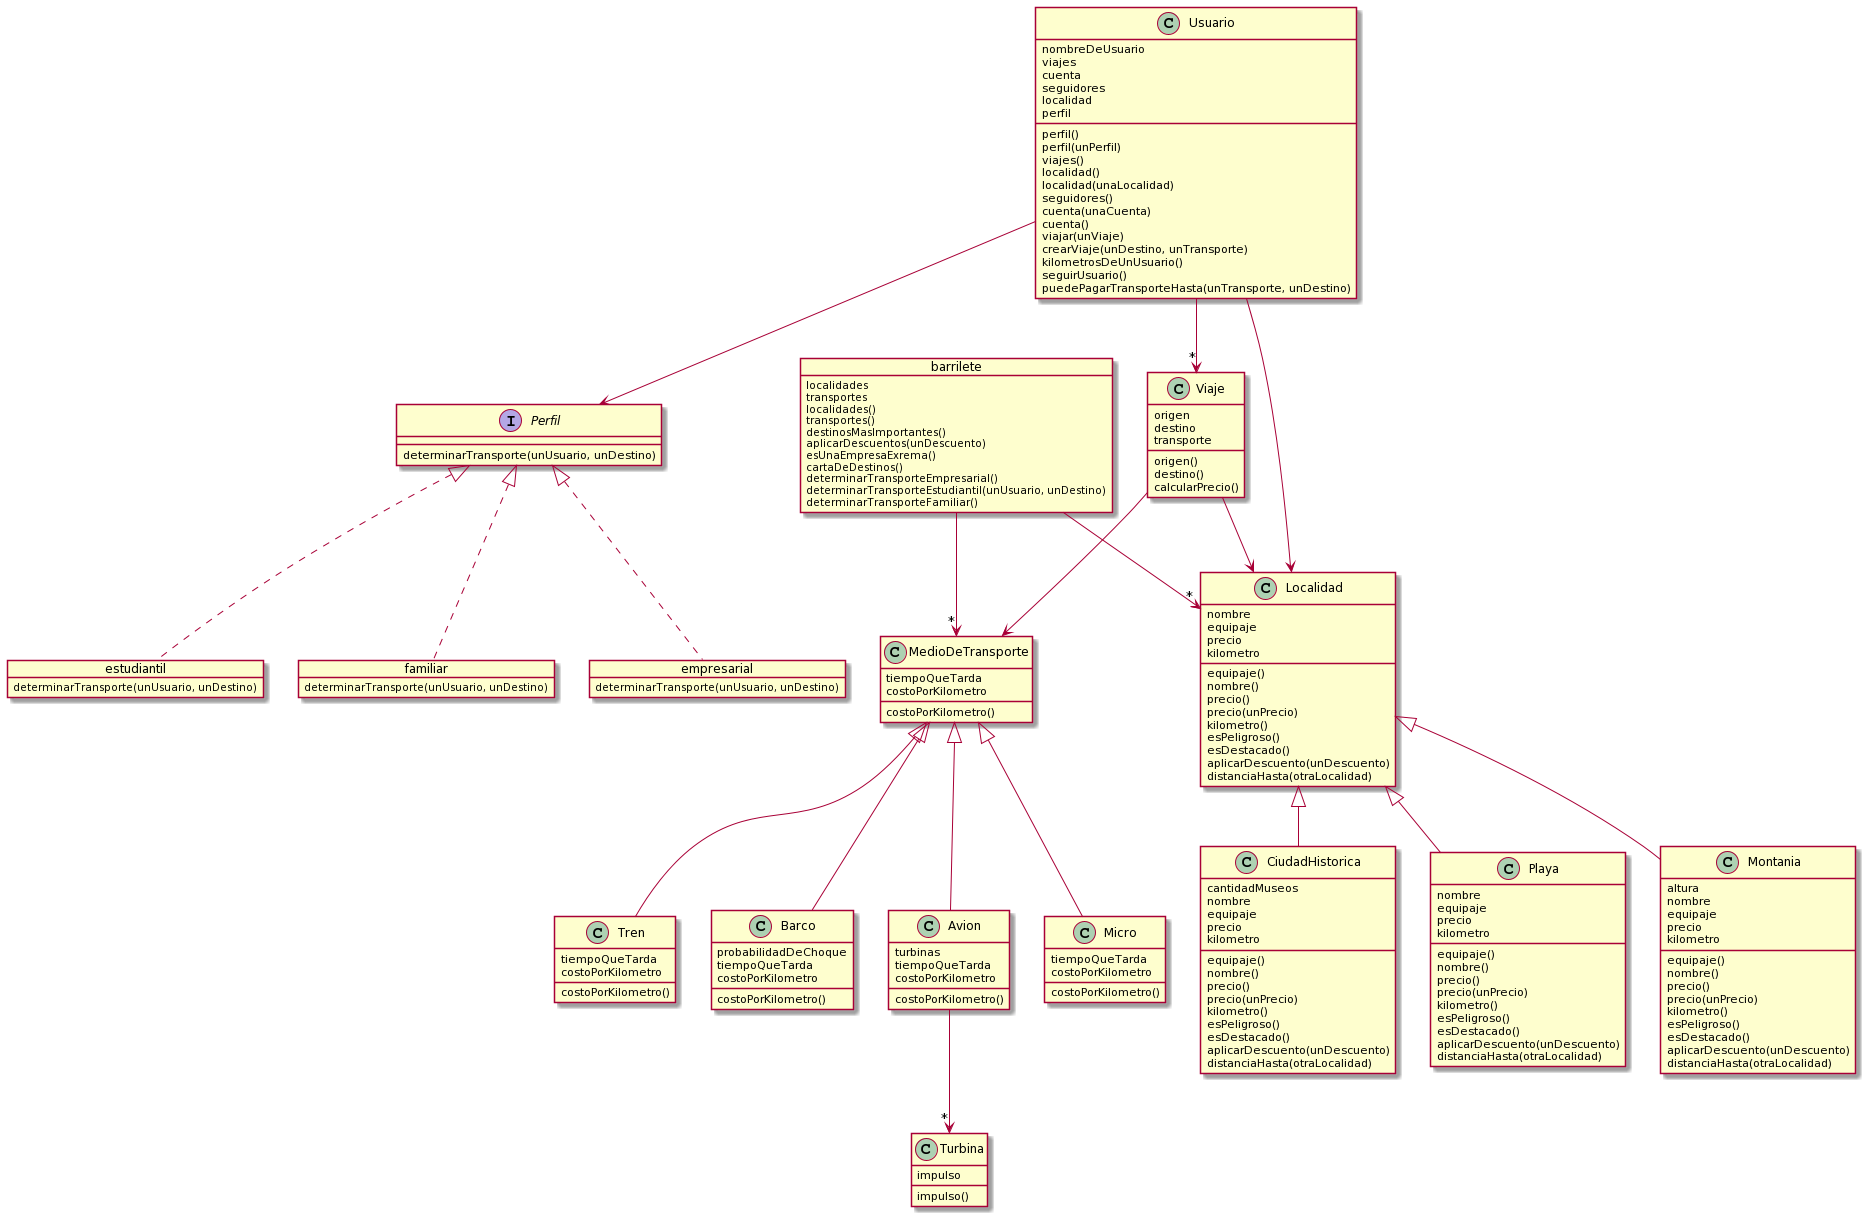 C Usuario
nombreDeUsuario
viajes
cuenta
seguidores
localidad
perfil
perfil()
perfil(unPerfil)
viajes()
localidad()
localidad(unaLocalidad)
seguidores()
cuenta(unaCuenta)
cuenta()
viajar(unViaje)
crearViaje(unDestino, unTransporte)
kilometrosDeUnUsuario()
seguirUsuario()
puedePagarTransporteHasta(unTransporte, unDestino)
*
barrilete
localidades
transportes
localidades()
transportes()
destinosMasImportantes()
aplicarDescuentos(unDescuento)
esUnaEmpresaExrema()
cartaDeDestinos()
determinarTransporteEmpresarial()
determinarTransporteEstudiantil(unUsuario, unDestino)
determinarTransporteFamiliar()
C Viaje
origen
destino
transporte
origen()
destino()
calcularPrecio()
I Perfil
determinarTransporte(unUsuario, unDestino)
*
*
estudiantil
determinarTransporte(unUsuario, unDestino)
familiar
determinarTransporte(unUsuario, unDestino)
empresarial
determinarTransporte(unUsuario, unDestino)
C MedioDeTransporte
tiempoQueTarda
costoPorKilometro
costoPorKilometro()
C Localidad
nombre
equipaje
precio
kilometro
equipaje()
nombre()
precio()
precio(unPrecio)
kilometro()
esPeligroso()
esDestacado()
aplicarDescuento(unDescuento)
distanciaHasta(otraLocalidad)
C Tren
tiempoQueTarda
costoPorKilometro
costoPorKilometro()
C Barco
probabilidadDeChoque
tiempoQueTarda
costoPorKilometro
costoPorKilometro()
C Avion
turbinas
tiempoQueTarda
costoPorKilometro
costoPorKilometro()
C Micro
tiempoQueTarda
costoPorKilometro
costoPorKilometro()
C CiudadHistorica
cantidadMuseos
nombre
equipaje
precio
kilometro
equipaje()
nombre()
precio()
precio(unPrecio)
kilometro()
esPeligroso()
esDestacado()
aplicarDescuento(unDescuento)
distanciaHasta(otraLocalidad)
C Playa
nombre
equipaje
precio
kilometro
equipaje()
nombre()
precio()
precio(unPrecio)
kilometro()
esPeligroso()
esDestacado()
aplicarDescuento(unDescuento)
distanciaHasta(otraLocalidad)
C Montania
altura
nombre
equipaje
precio
kilometro
equipaje()
nombre()
precio()
precio(unPrecio)
kilometro()
esPeligroso()
esDestacado()
aplicarDescuento(unDescuento)
distanciaHasta(otraLocalidad)
*
C Turbina
impulso
impulso()